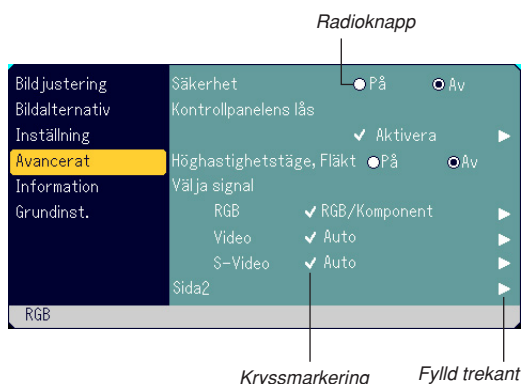 Radioknapp
Bildjustering
Bildalternativ
Inställning
Avancerat
Information
Grundinst.
Säkerhet På Av
Kontrollpanelens lås
Aktivera
Höghastighetstäge, Fläkt På Av
Välja signal
RGB RGB/Komponent
Video Auto
S-Video Auto
Sida2
RGB
Kryssmarkering
Fylld trekant